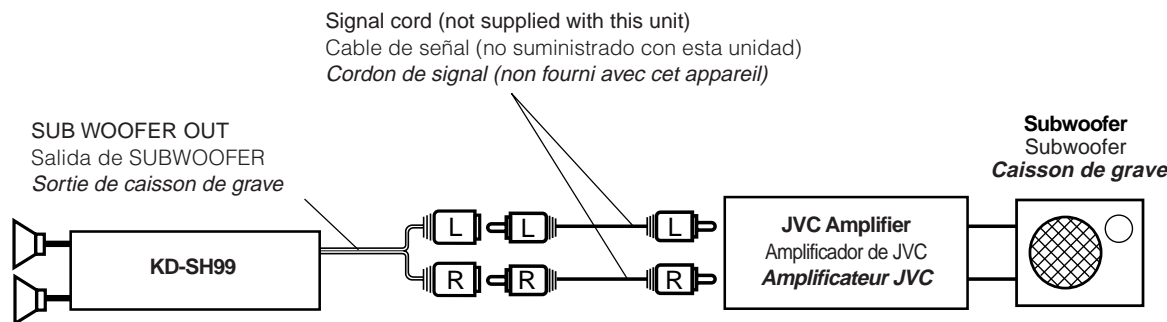 Signal cord (not supplied with this unit)
Cable de señal (no suministrado con esta unidad)
Cordon de signal (non fourni avec cet appareil)
SUB WOOFER OUT
Salida de SUBWOOFER
Sortie de caisson de grave
Subwoofer
Subwoofer
Caisson de grave
KD-SH99
L
L
L
R
R
R
JVC Amplifier
Amplificador de JVC
Amplificateur JVC